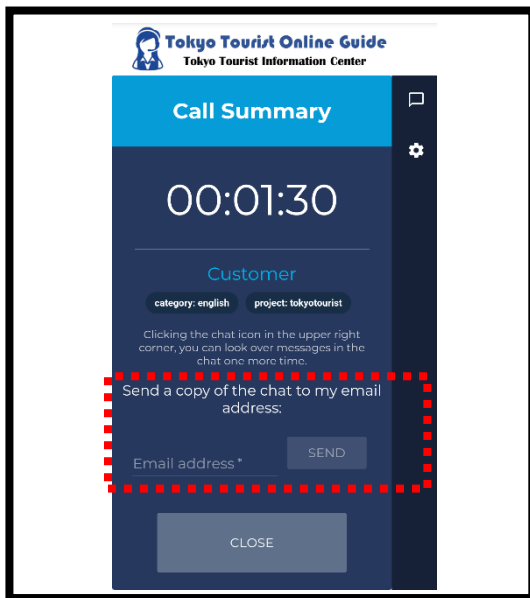 Tokyo Tourist Online Guide
Tokyo Tourist Information Center
Call Summary
00:01:30
Customer
category: english project: tokyotourist
Clicking the chat icon in the upper right
corner, you can look over messages in the
chat one more time.
Send a copy of the chat to my email
address:
Email address * SEND
CLOSE